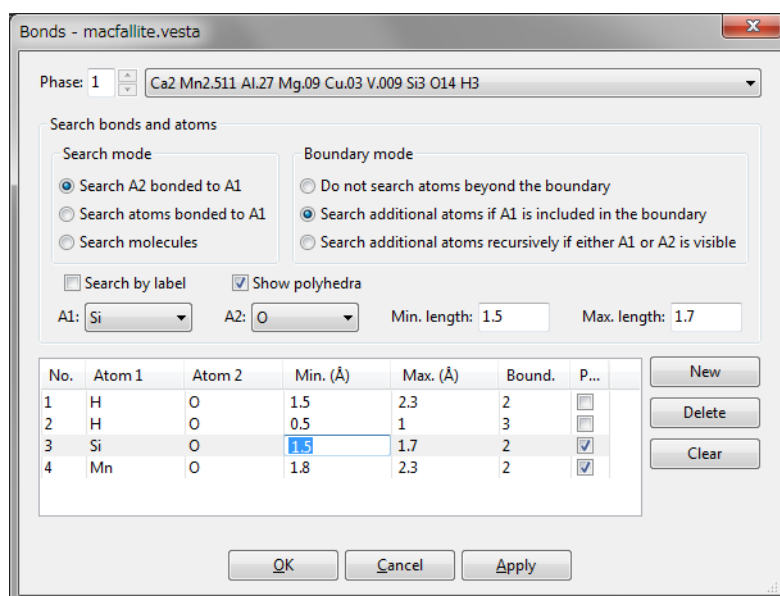 Bonds - macfallite.vesta
Phase: 1 Ca2 Mn2.511 Al.27 Mg.09 Cu.03 V.009 Si3 O14 H3
Search bonds and atoms
Search mode
Search A2 bonded to A1
Search atoms bonded to A1
Search molecules
Boundary mode
Do not search atoms beyond the boundary
Search additional atoms if A1 is included in the boundary
Search additional atoms recursively if either A1 or A2 is visible
Search by label Show polyhedra
A1: Si A2: O Min. length: 1.5 Max. length: 1.7
No. Atom 1 Atom 2 Min. (Å) Max. (Å) Bound. P...
1 H O 1.5 2.3 2
2 H O 0.5 1 3
3 Si O 1.5 1.7 2
4 Mn O 1.8 2.3 2
New
Delete
Clear
OK Cancel Apply